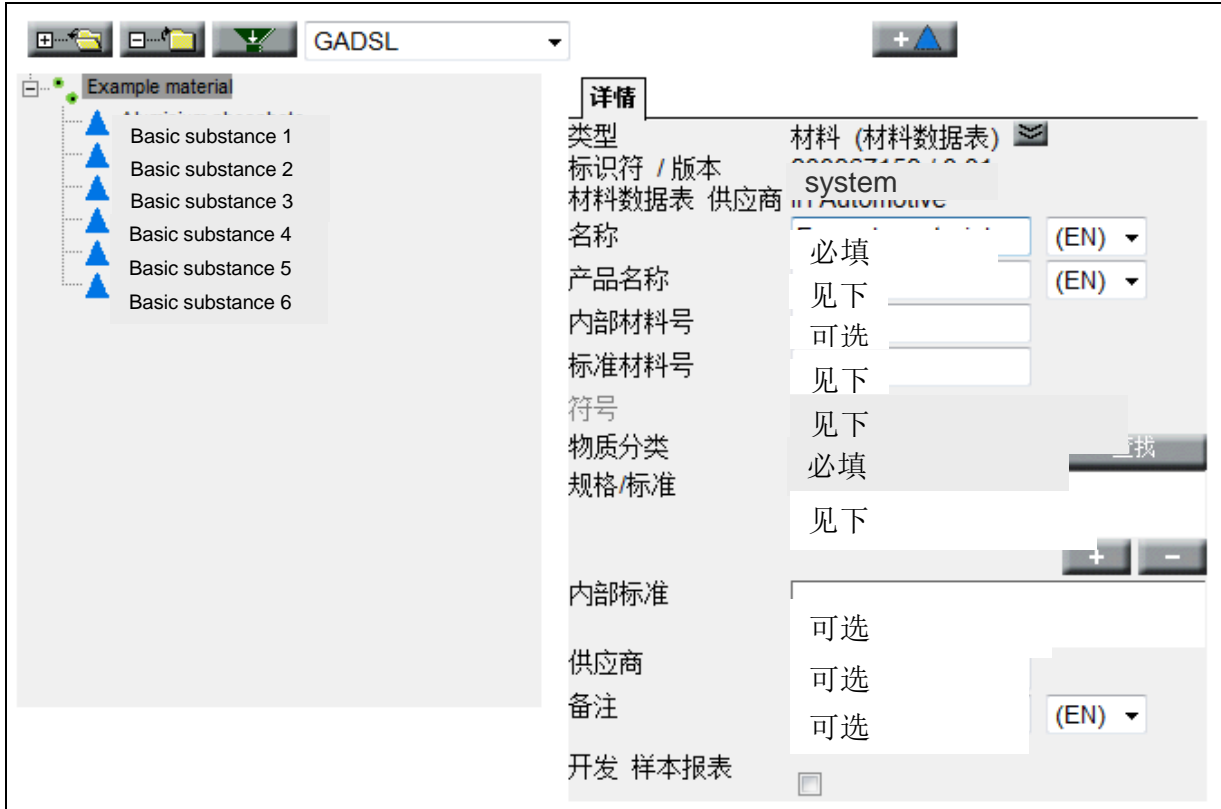 GADSL
+
Example material
Basic substance 1
Basic substance 2
Basic substance 3
Basic substance 4
Basic substance 5
Basic substance 6
详情
类型 材料 (材料数据表)
标识符 / 版本
材料数据表 供应商 system
名称 必填 (EN)
产品名称 见下 (EN)
内部材料号 可选
标准材料号 见下
符号 见下
物质分类 必填 查找
规格/标准 见下
+ −
内部标准 可选
供应商 可选
备注 可选 (EN)
开发 样本报表